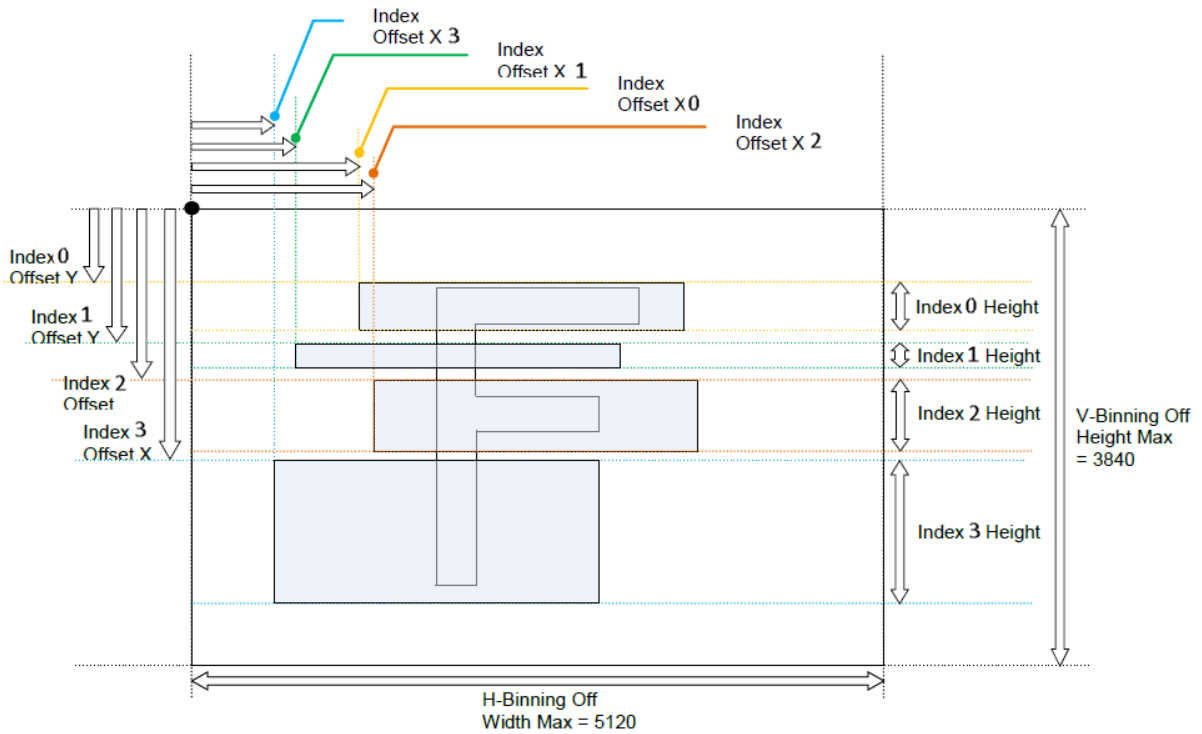 Index
Offset X 3
Index
Offset X 1
Index
Offset X 0
Index
Offset X 2
Index 0
Offset Y
Index 1
Offset Y
Index 2
Offset
Index 3
Offset X
Index 0 Height
Index 1 Height
Index 2 Height
Index 3 Height
V-Binning Off
Height Max
= 3840
H-Binning Off
Width Max = 5120